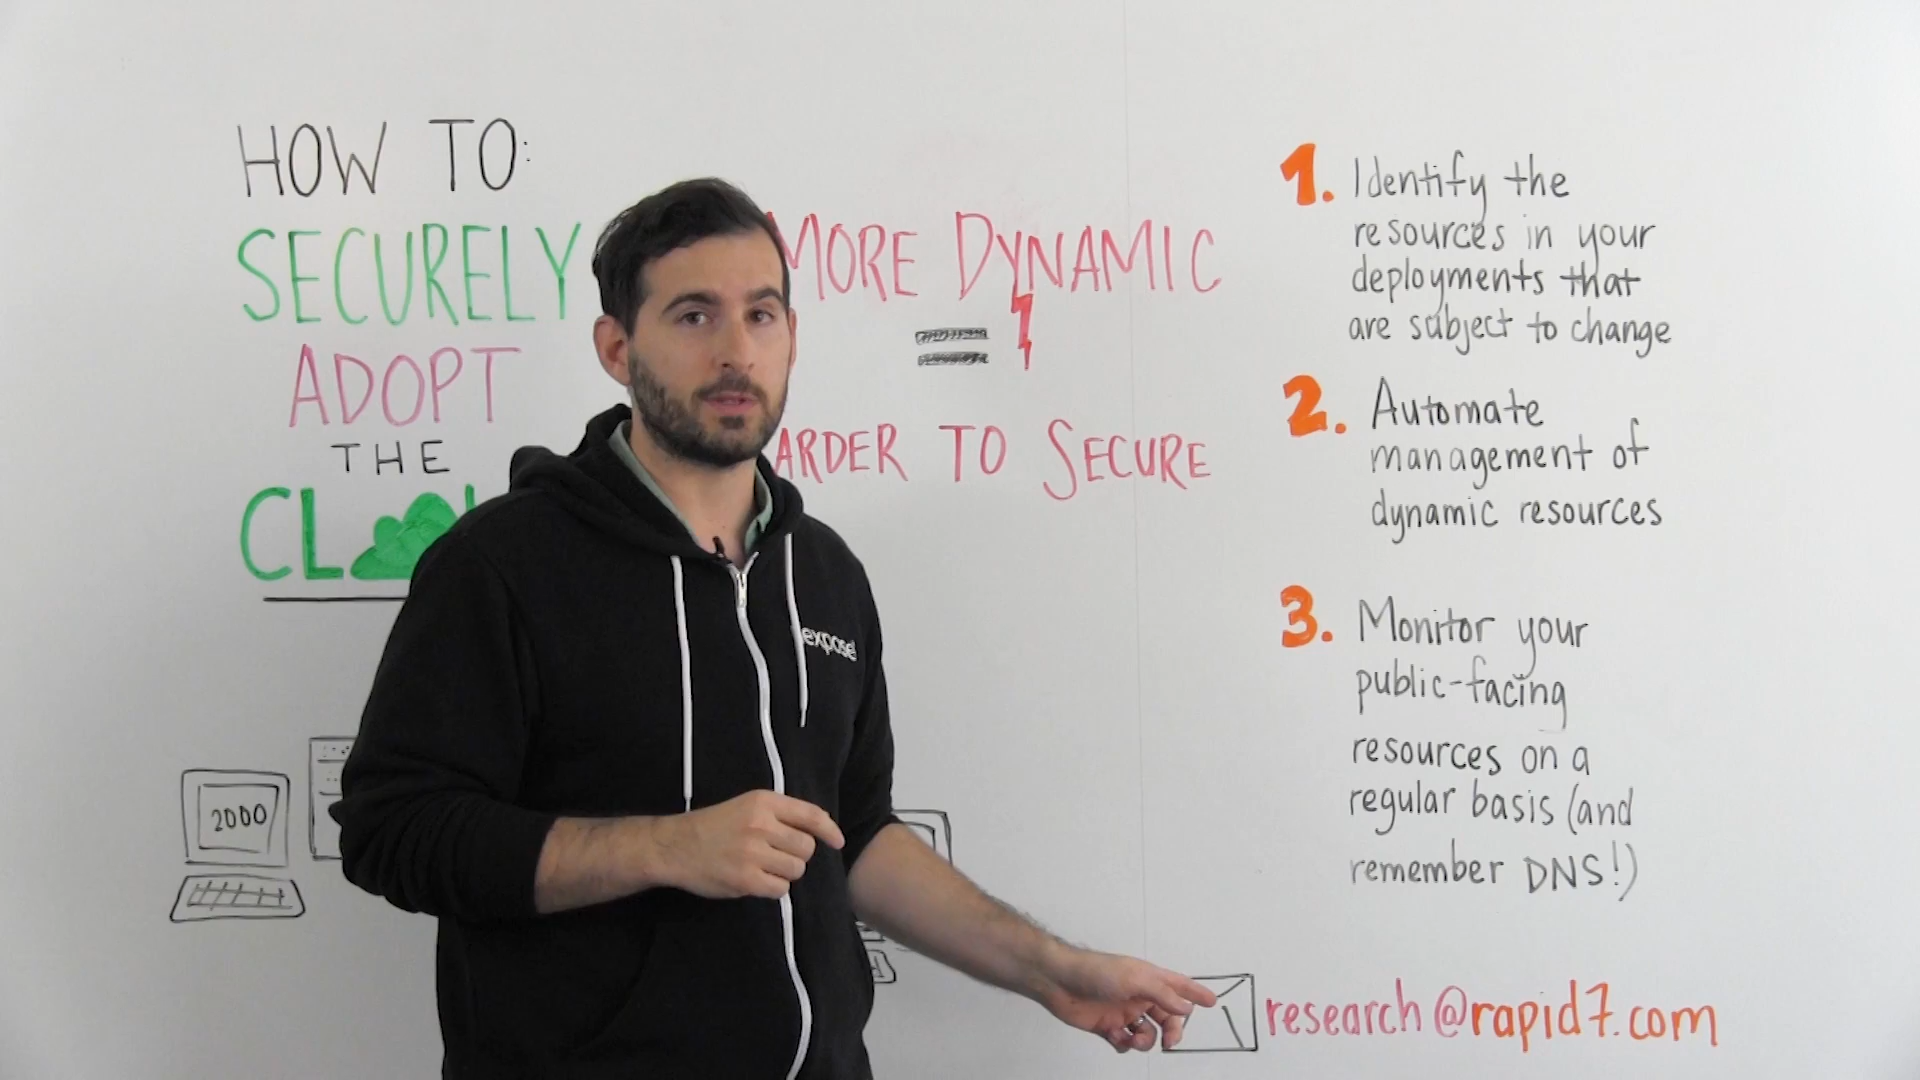 HOW TO:
SECURELY
ADOPT
THE
CL
MORE DYNAMIC
=
ARDER TO SECURE
1. Identify the
resources in your
deployments that
are subject to change
2. Automate
management of
dynamic resources
3. Monitor your
public-facing
resources on a
regular basis (and
remember DNS!)
research@rapid7.com
2000
expose